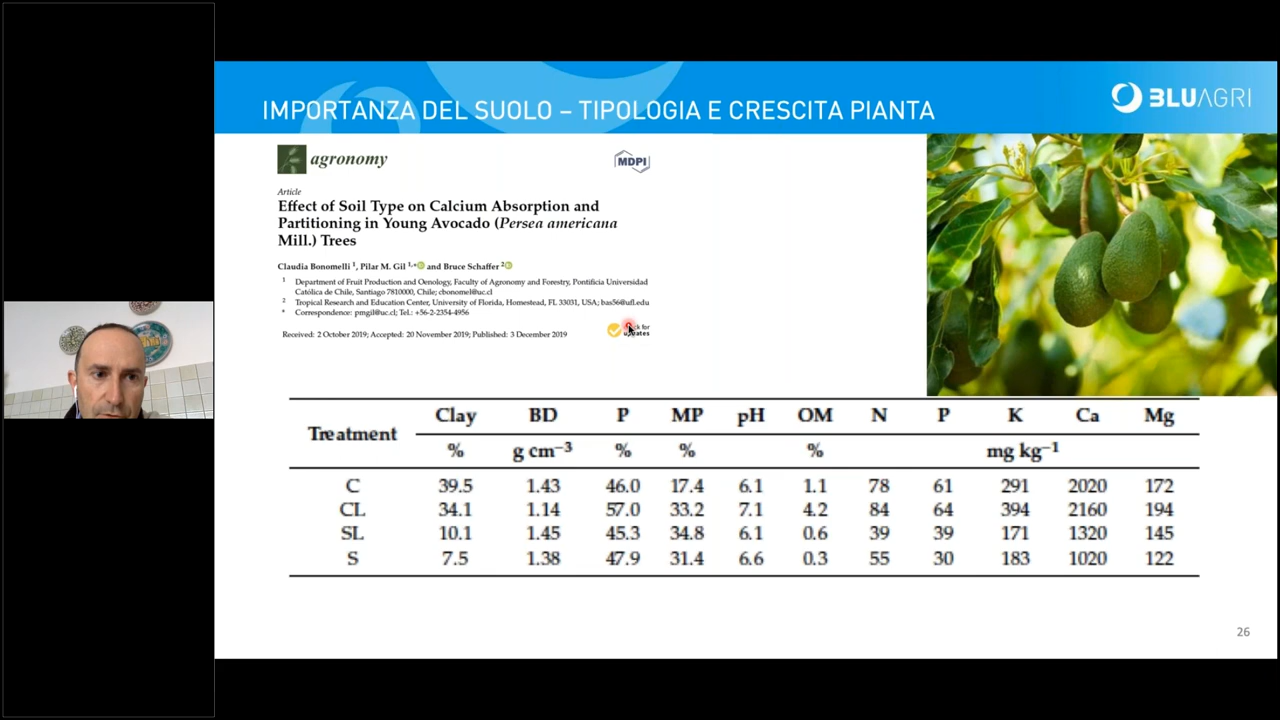 IMPORTANZA DEL SUOLO – TIPOLOGIA E CRESCITA PIANTA
BLUAGRI
agronomy
MDPI
Article
Effect of Soil Type on Calcium Absorption and
Partitioning in Young Avocado (Persea americana
Mill.) Trees
Claudia Bonomelli 1, Pilar M. Gil 1,* and Bruce Schaffer 2
1 Department of Fruit Production and Oenology, Faculty of Agronomy and Forestry, Pontificia Universidad
Católica de Chile, Santiago 7810000, Chile; cbonomel@uc.cl
2 Tropical Research and Education Center, University of Florida, Homestead, FL 33031, USA; bas56@ufl.edu
* Correspondence: pmgil@uc.cl; Tel.: +56-2-2354-4956
Received: 2 October 2019; Accepted: 20 November 2019; Published: 3 December 2019
for
updates
Treatment Clay BD P MP pH OM N P K Ca Mg
% g cm−3 % % % mg kg−1
C 39.5 1.43 46.0 17.4 6.1 1.1 78 61 291 2020 172
CL 34.1 1.14 57.0 33.2 7.1 4.2 84 64 394 2160 194
SL 10.1 1.45 45.3 34.8 6.1 0.6 39 39 171 1320 145
S 7.5 1.38 47.9 31.4 6.6 0.3 55 30 183 1020 122
26